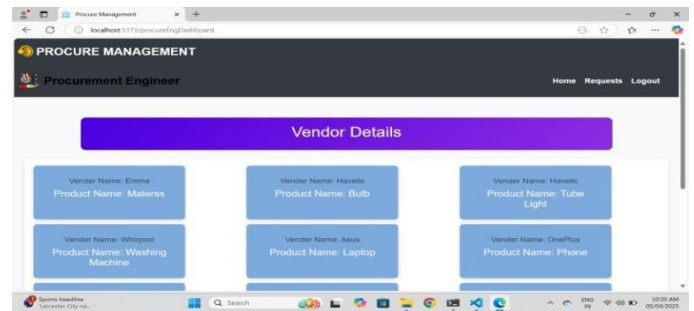 Procure Management
localhost:5173/procureEngDashboard
PROCURE MANAGEMENT
Procurement Engineer
Home Requests Logout
Vendor Details
Vender Name: Emma
Product Name: Materss
Vender Name: Havells
Product Name: Bulb
Vender Name: Havells
Product Name: Tube
Light
Vender Name: Whirpool
Product Name: Washing
Machine
Vender Name: Asus
Product Name: Laptop
Vender Name: OnePlus
Product Name: Phone
Sports headline
Leicester City na...
Search
ENG
IN
10:20 AM
05/04/2025